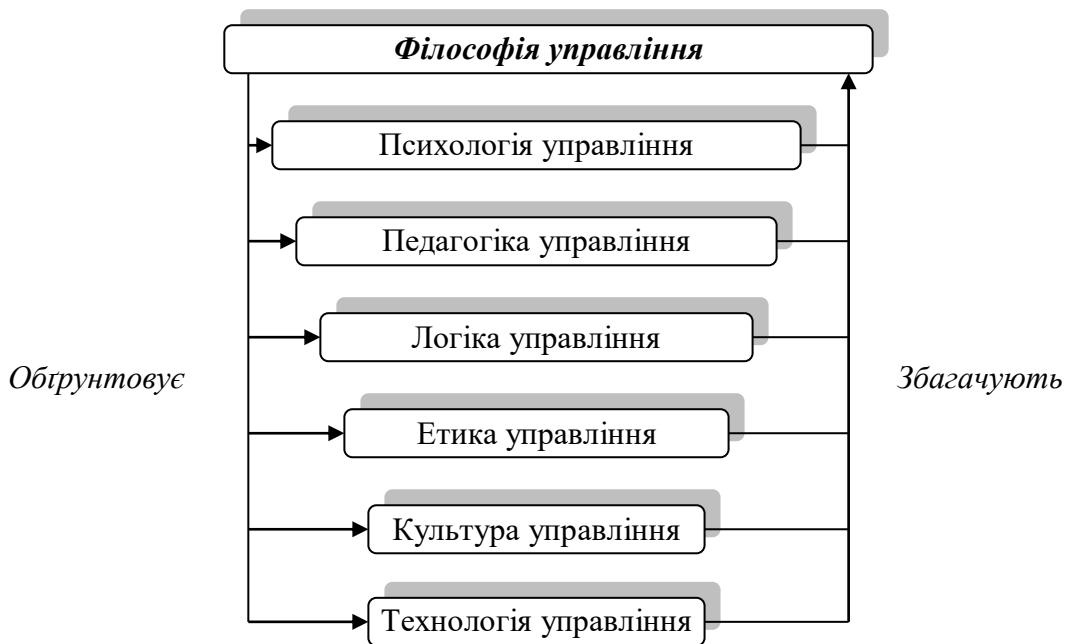 Філософія управління
Психологія управління
Педагогіка управління
Логіка управління
Обґрунтовує
Збагачують
Етика управління
Культура управління
Технологія управління